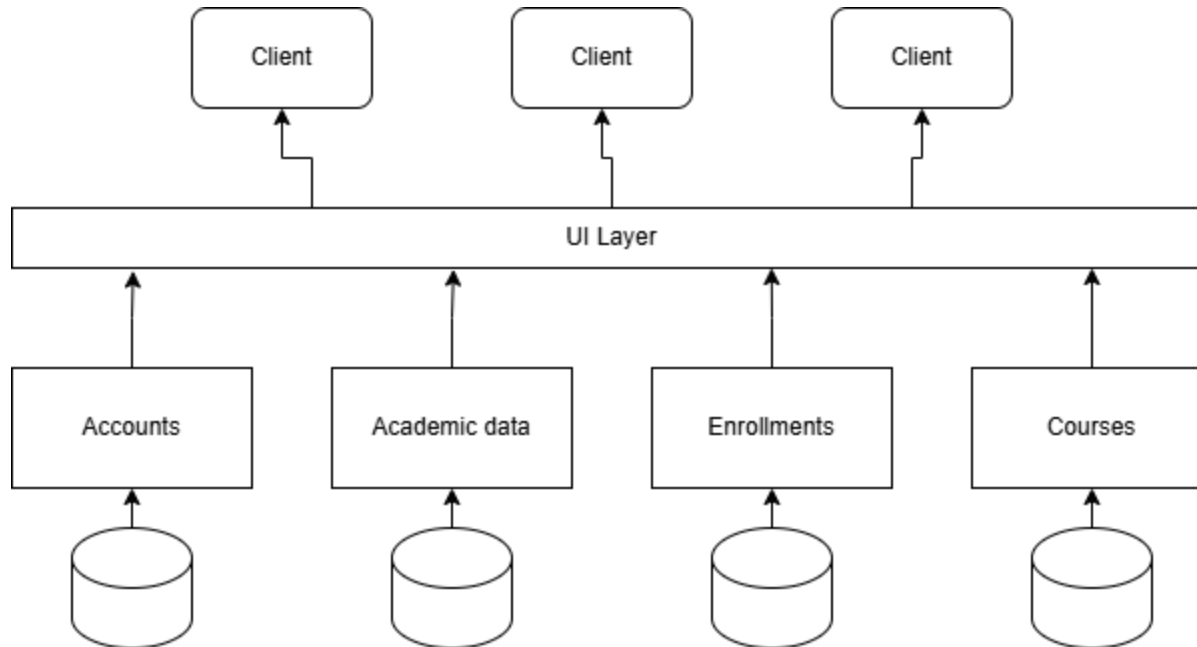 Client
Client
Client
UI Layer
Accounts
Academic data
Enrollments
Courses